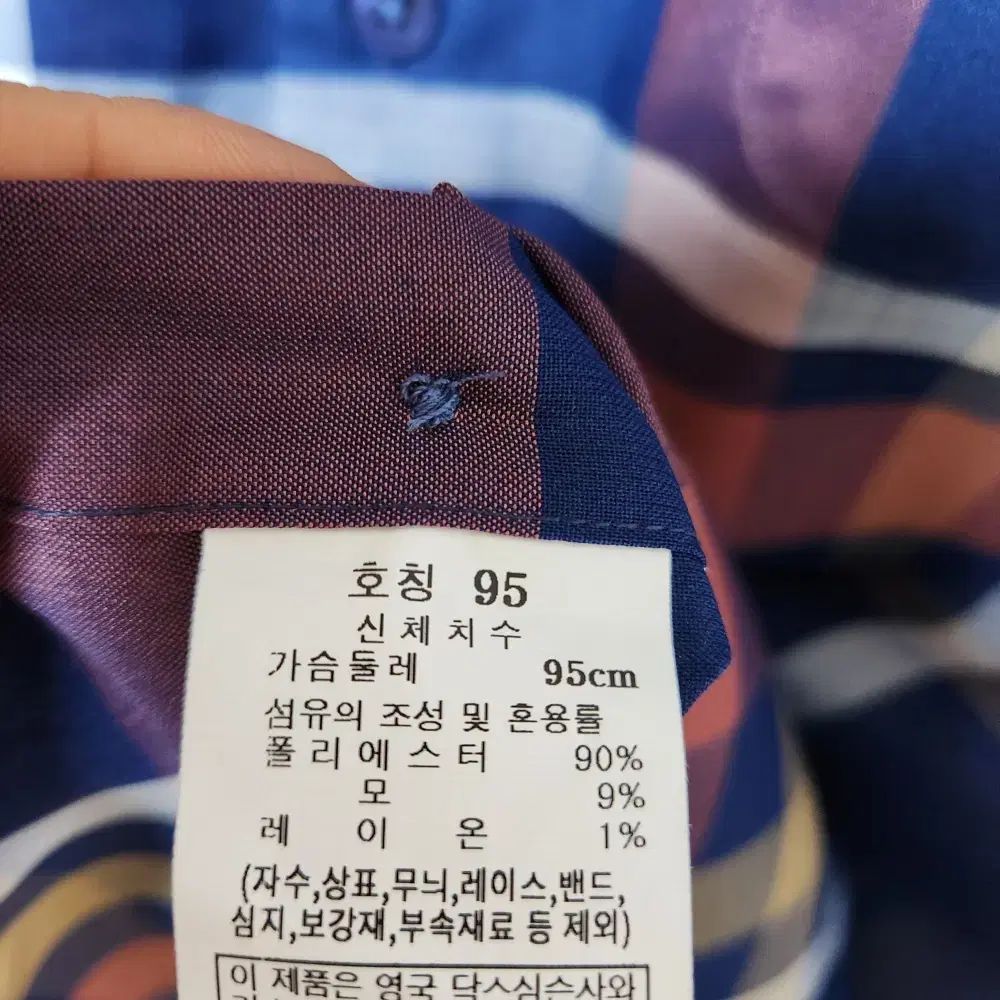 호칭 95
신체치수
가슴둘레 95cm
섬유의 조성 및 혼용률
폴리에스터 90%
모 9%
레이온 1%
(자수,상표,무늬,레이스,밴드,
심지,보강재,부속재료 등 제외)
이 제품은 영국 닥스심슨사와